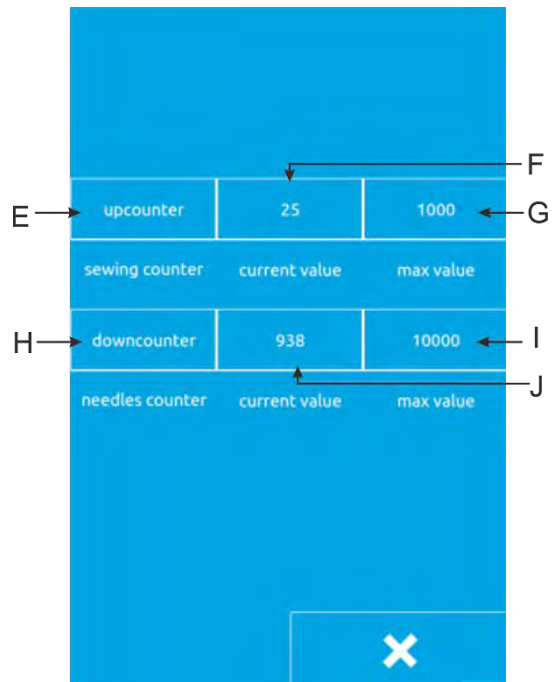 F
E upcounter 25 1000 G
sewing counter current value max value
H downcounter 938 10000 I
J
needles counter current value max value